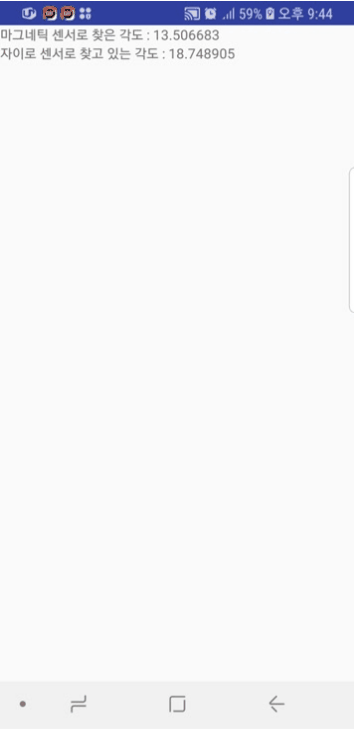 59% 오후 9:44
마그네틱 센서로 찾은 각도 : 13.506683
자이로 센서로 찾고 있는 각도 : 18.748905